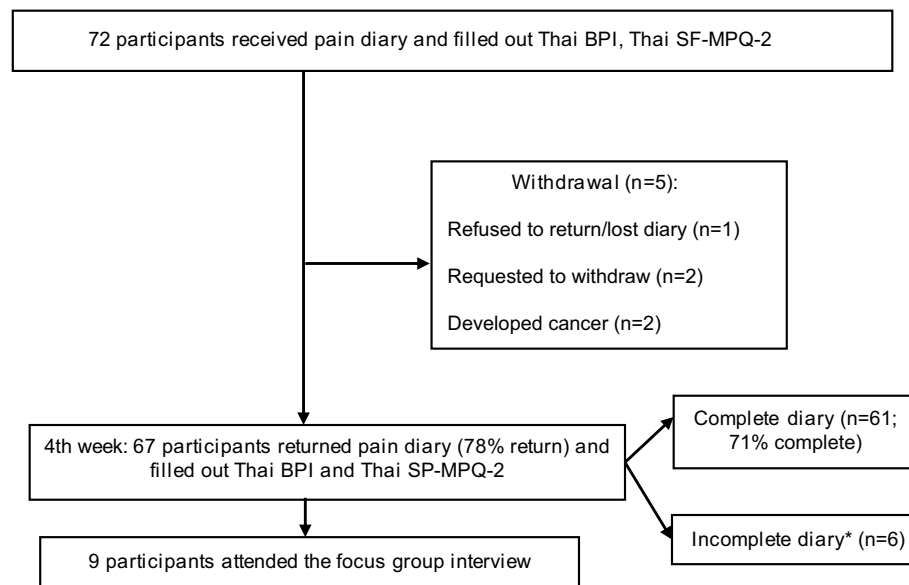 72 participants received pain diary and filled out Thai BPI, Thai SF-MPQ-2
Withdrawal (n=5):
Refused to return/lost diary (n=1)
Requested to withdraw (n=2)
Developed cancer (n=2)
4th week: 67 participants returned pain diary (78% return) and
filled out Thai BPI and Thai SP-MPQ-2
Complete diary (n=61;
71% complete)
Incomplete diary* (n=6)
9 participants attended the focus group interview